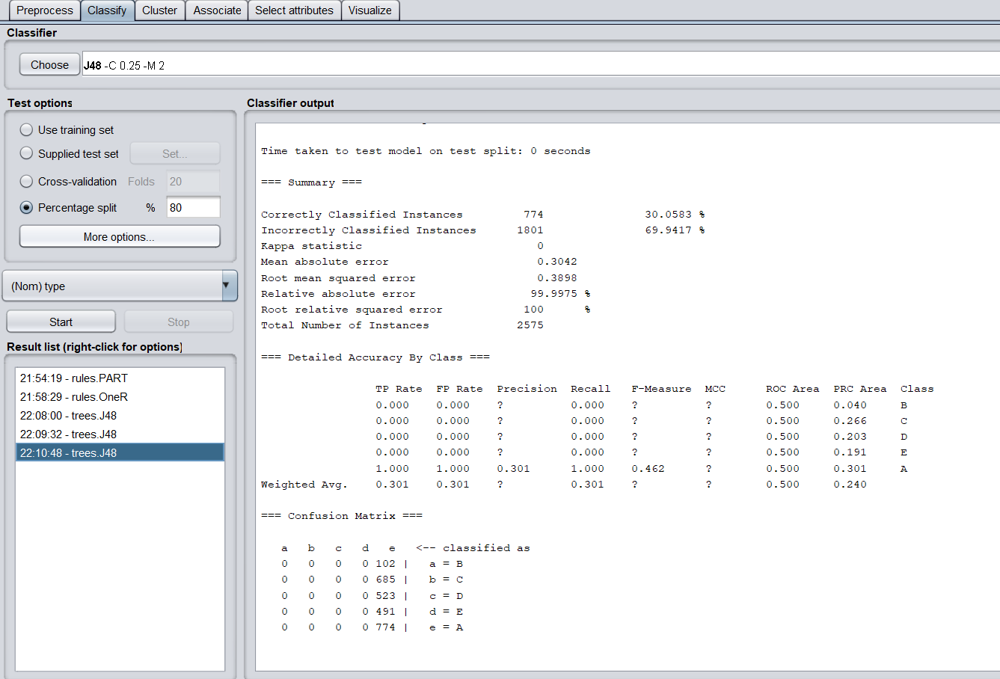 Preprocess Classify Cluster Associate Select attributes Visualize
Classifier
Choose J48 -C 0.25 -M 2
Test options
Use training set
Supplied test set Set...
Cross-validation Folds 20
Percentage split % 80
More options...
(Nom) type
Start Stop
Result list (right-click for options)
21:54:19 - rules.PART
21:58:29 - rules.OneR
22:08:00 - trees.J48
22:09:32 - trees.J48
22:10:48 - trees.J48
Classifier output
Time taken to test model on test split: 0 seconds
=== Summary ===
Correctly Classified Instances 774 30.0583 %
Incorrectly Classified Instances 1801 69.9417 %
Kappa statistic 0
Mean absolute error 0.3042
Root mean squared error 0.3898
Relative absolute error 99.9975 %
Root relative squared error 100 %
Total Number of Instances 2575
=== Detailed Accuracy By Class ===
TP Rate FP Rate Precision Recall F-Measure MCC ROC Area PRC Area Class
0.000 0.000 ? 0.000 ? ? 0.500 0.040 B
0.000 0.000 ? 0.000 ? ? 0.500 0.266 C
0.000 0.000 ? 0.000 ? ? 0.500 0.203 D
0.000 0.000 ? 0.000 ? ? 0.500 0.191 E
1.000 1.000 0.301 1.000 0.462 ? 0.500 0.301 A
Weighted Avg. 0.301 0.301 ? 0.301 ? ? 0.500 0.240
=== Confusion Matrix ===
a b c d e <-- classified as
0 0 0 0 102 | a = B
0 0 0 0 685 | b = C
0 0 0 0 523 | c = D
0 0 0 0 491 | d = E
0 0 0 0 774 | e = A